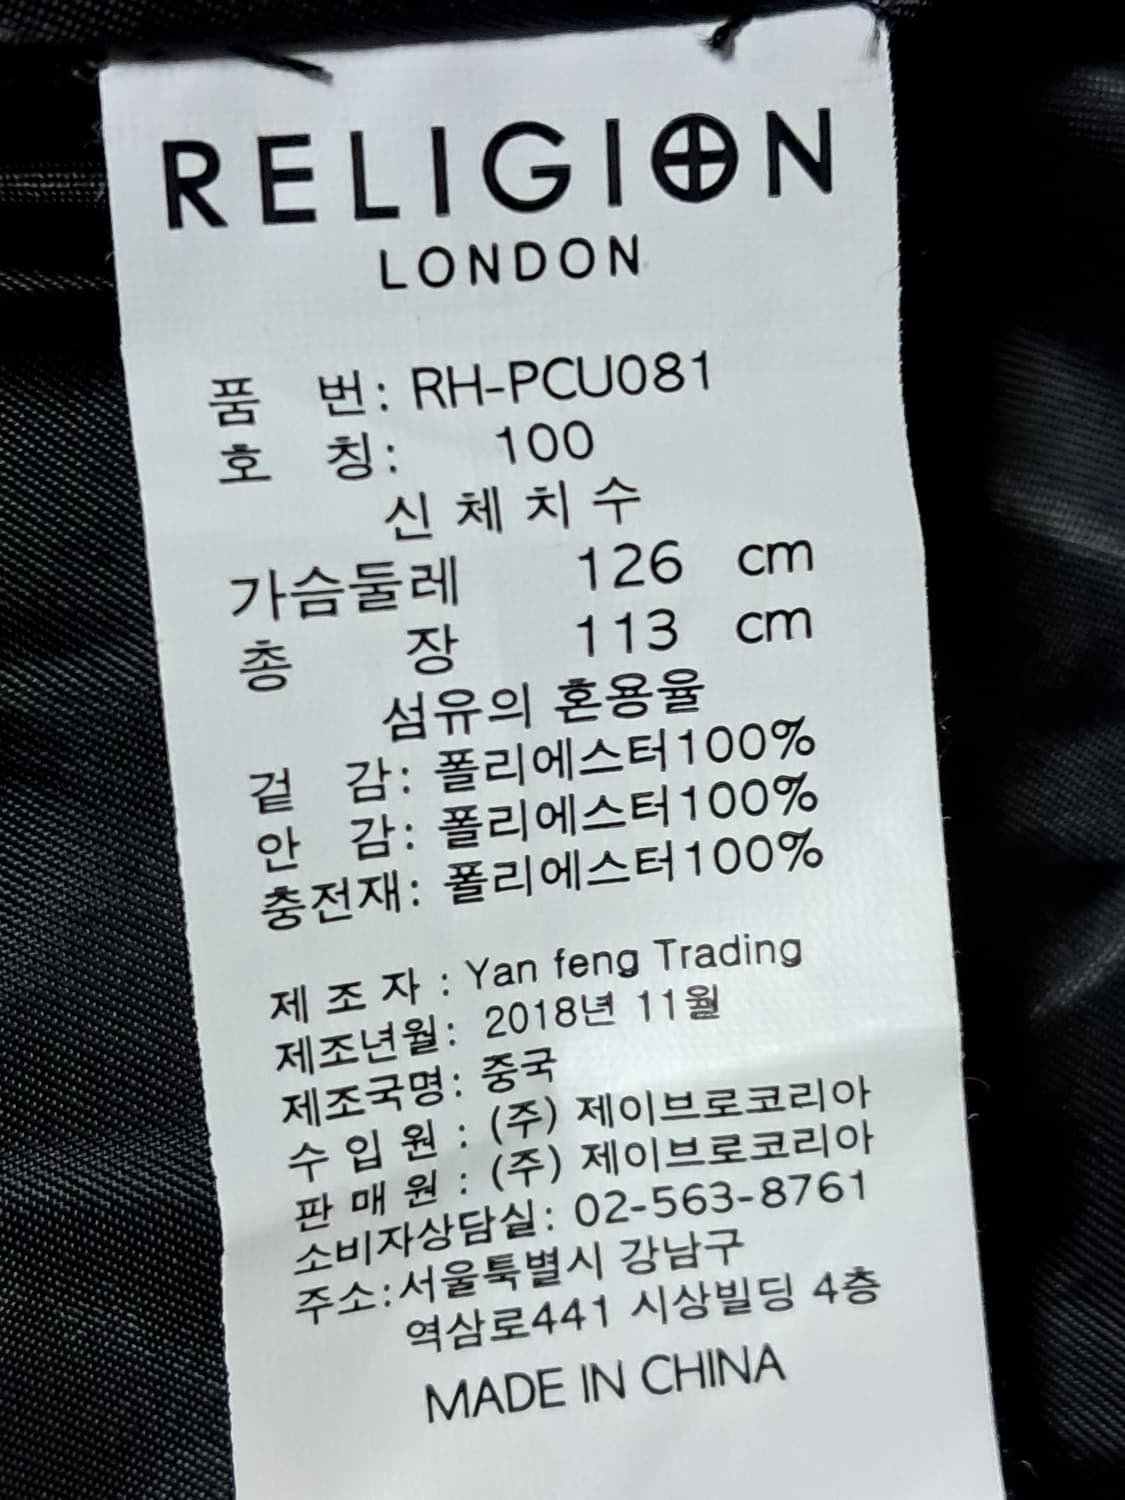 RELIGION
LONDON
품 번: RH-PCU081
호 칭: 100
신체치수
가슴둘레 126 cm
총 장 113 cm
섬유의 혼용율
겉 감: 폴리에스터100%
안 감: 폴리에스터100%
충전재: 폴리에스터100%
제 조 자 : Yan feng Trading
제조년월: 2018년 11월
제조국명: 중국
수 입 원 : (주) 제이브로코리아
판 매 원 : (주) 제이브로코리아
소비자상담실: 02-563-8761
주소:서울특별시 강남구
역삼로441 시상빌딩 4층
MADE IN CHINA